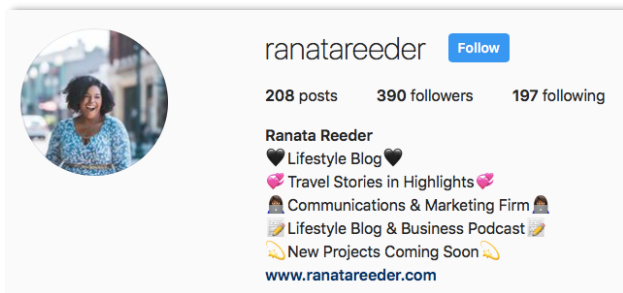 ranatareeder Follow
208 posts 390 followers 197 following
Ranata Reeder
🖤Lifestyle Blog🖤
💞Travel Stories in Highlights💞
👩🏾‍💻Communications & Marketing Firm👩🏾‍💻
📝Lifestyle Blog & Business Podcast📝
💫New Projects Coming Soon💫
www.ranatareeder.com